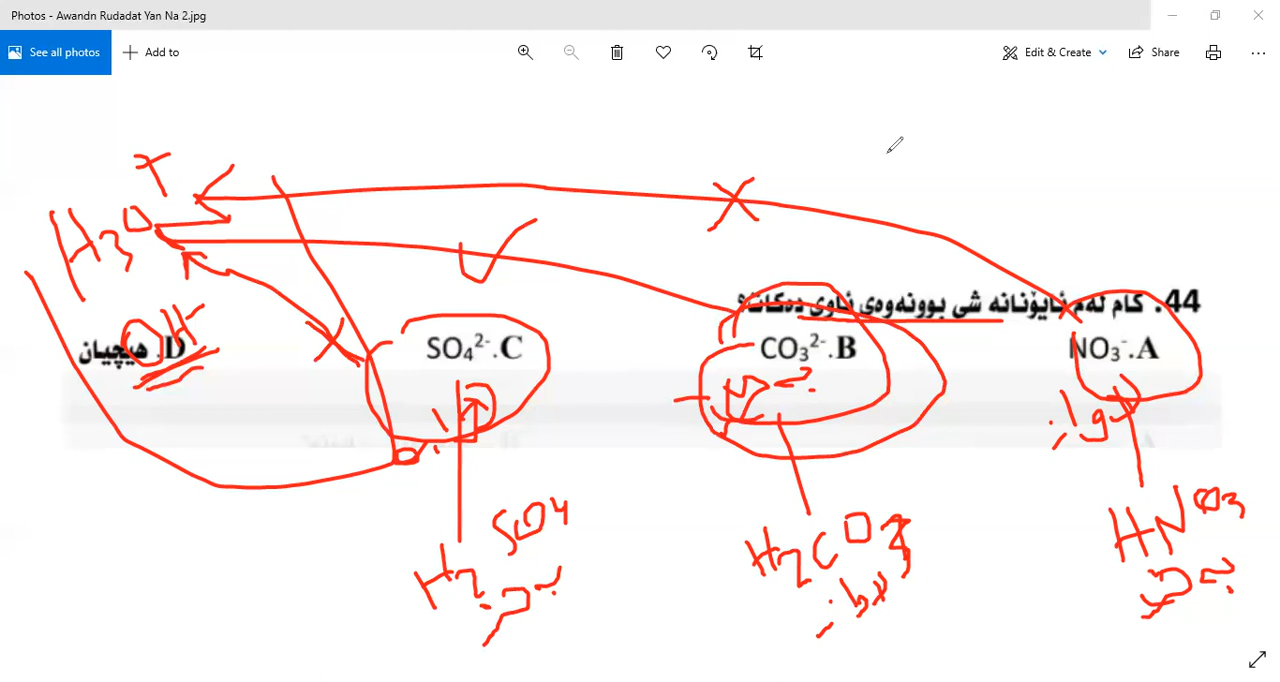 Photos - Awandn Rudadat Yan Na 2.jpg
See all photos
Add to
Edit & Create
Share
H3O
44. کام لەم ئایۆنانە شی بوونەوەی ئاوی دەکات؟
NO₃⁻ .A
CO₃²⁻ .B
SO₄²⁻ .C
D. هیچیان
OH⁻
H2SO4
H2CO3
HNO3